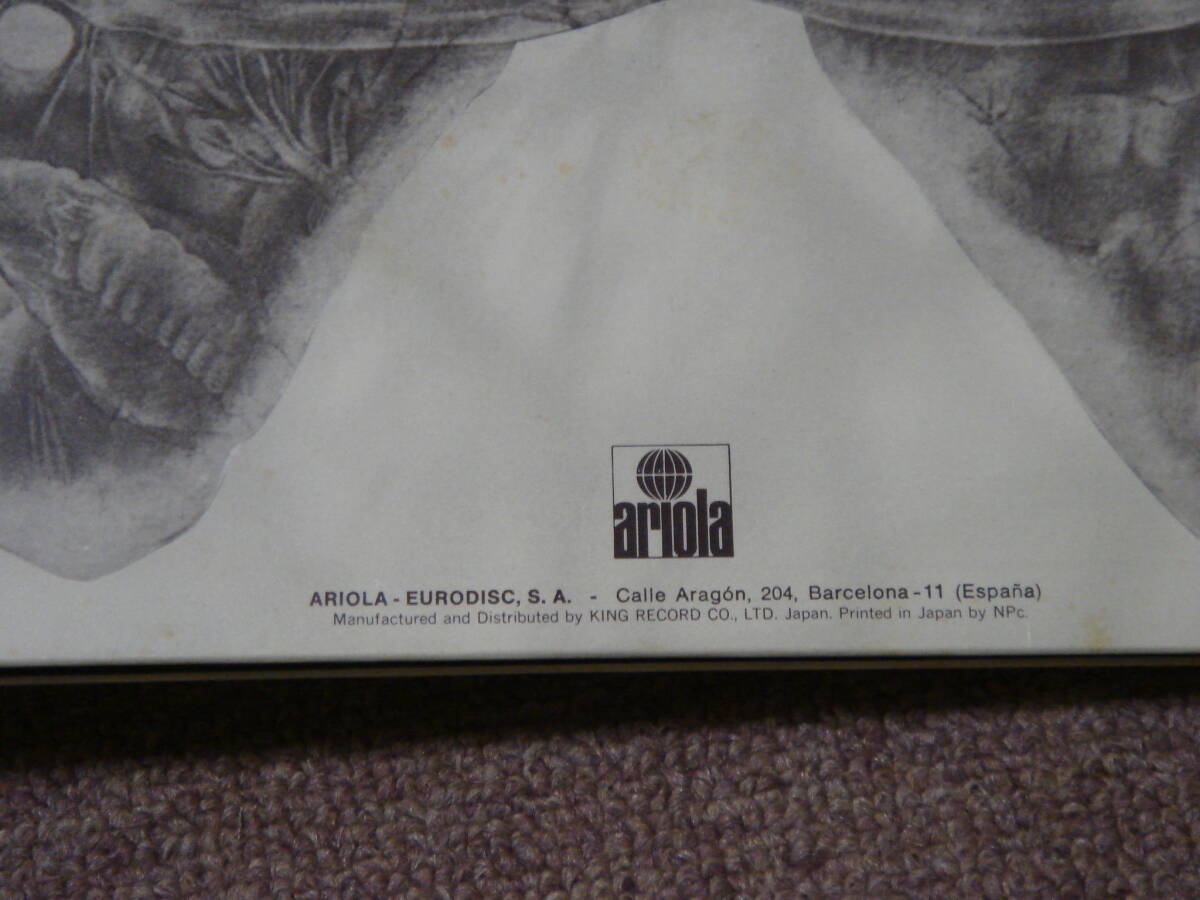 ariola
ARIOLA - EURODISC, S. A. - Calle Aragón, 204, Barcelona-11 (España)
Manufactured and Distributed by KING RECORD CO., LTD. Japan. Printed in Japan by NPc.